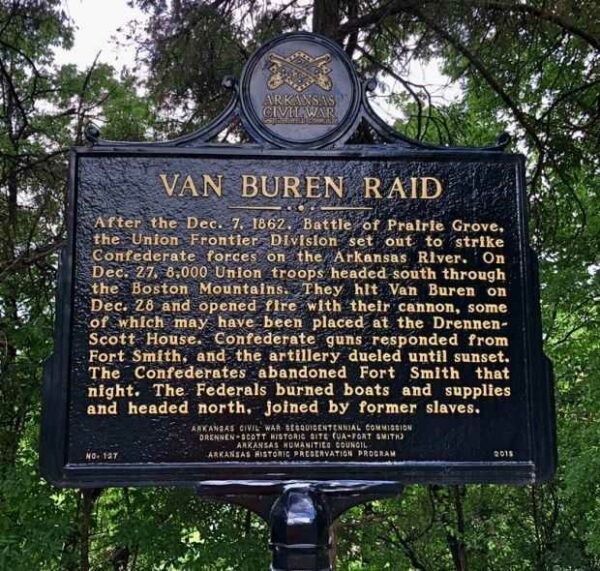 ARKANSAS
CIVIL WAR
VAN BUREN RAID
After the Dec. 7, 1862, Battle of Prairie Grove,
the Union Frontier Division set out to strike
Confederate forces on the Arkansas River. On
Dec. 27, 8,000 Union troops headed south through
the Boston Mountains. They hit Van Buren on
Dec. 28 and opened fire with their cannon, some
of which may have been placed at the Drennen-
Scott House. Confederate guns responded from
Fort Smith, and the artillery dueled until sunset.
The Confederates abandoned Fort Smith that
night. The Federals burned boats and supplies
and headed north, joined by former slaves.
ARKANSAS CIVIL WAR SESQUICENTENNIAL COMMISSION
DRENNEN-SCOTT HISTORIC SITE (UA-FORT SMITH)
ARKANSAS HUMANITIES COUNCIL
NO. 127 ARKANSAS HISTORIC PRESERVATION PROGRAM 2015